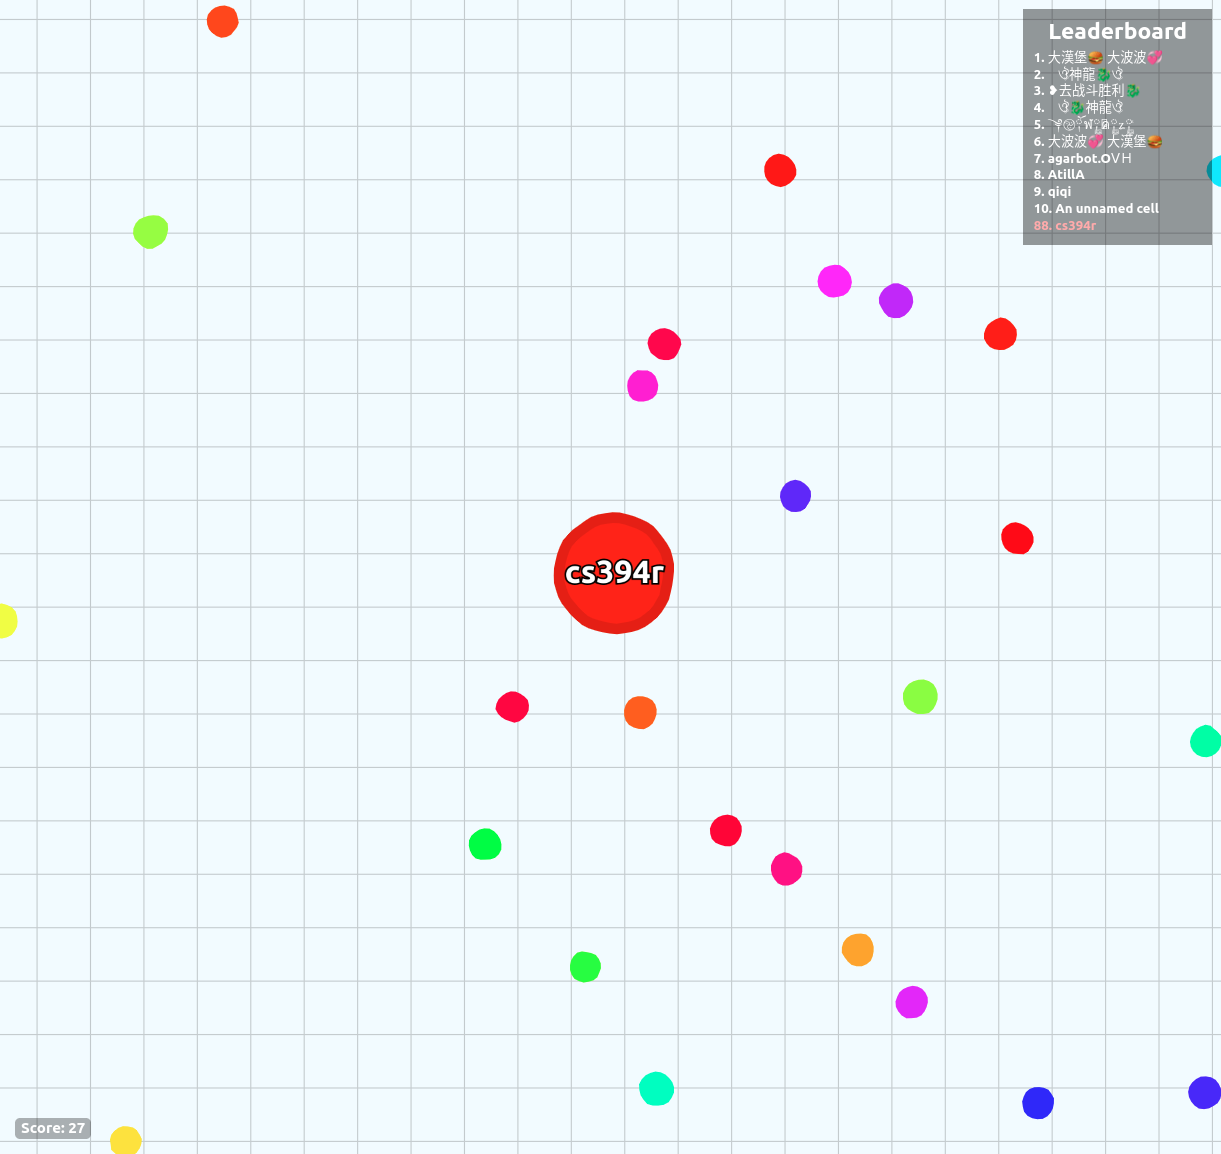 Leaderboard
1. 大漢堡🍔 大波波💞
2. 神龍🐉
3. ❥去战斗胜利🐉
4. 🐉神龍
5.
6. 大波波💞 大漢堡🍔
7. agarbot.OVH
8. AtillA
9. qiqi
10. An unnamed cell
88. cs394r
cs394r
Score: 27